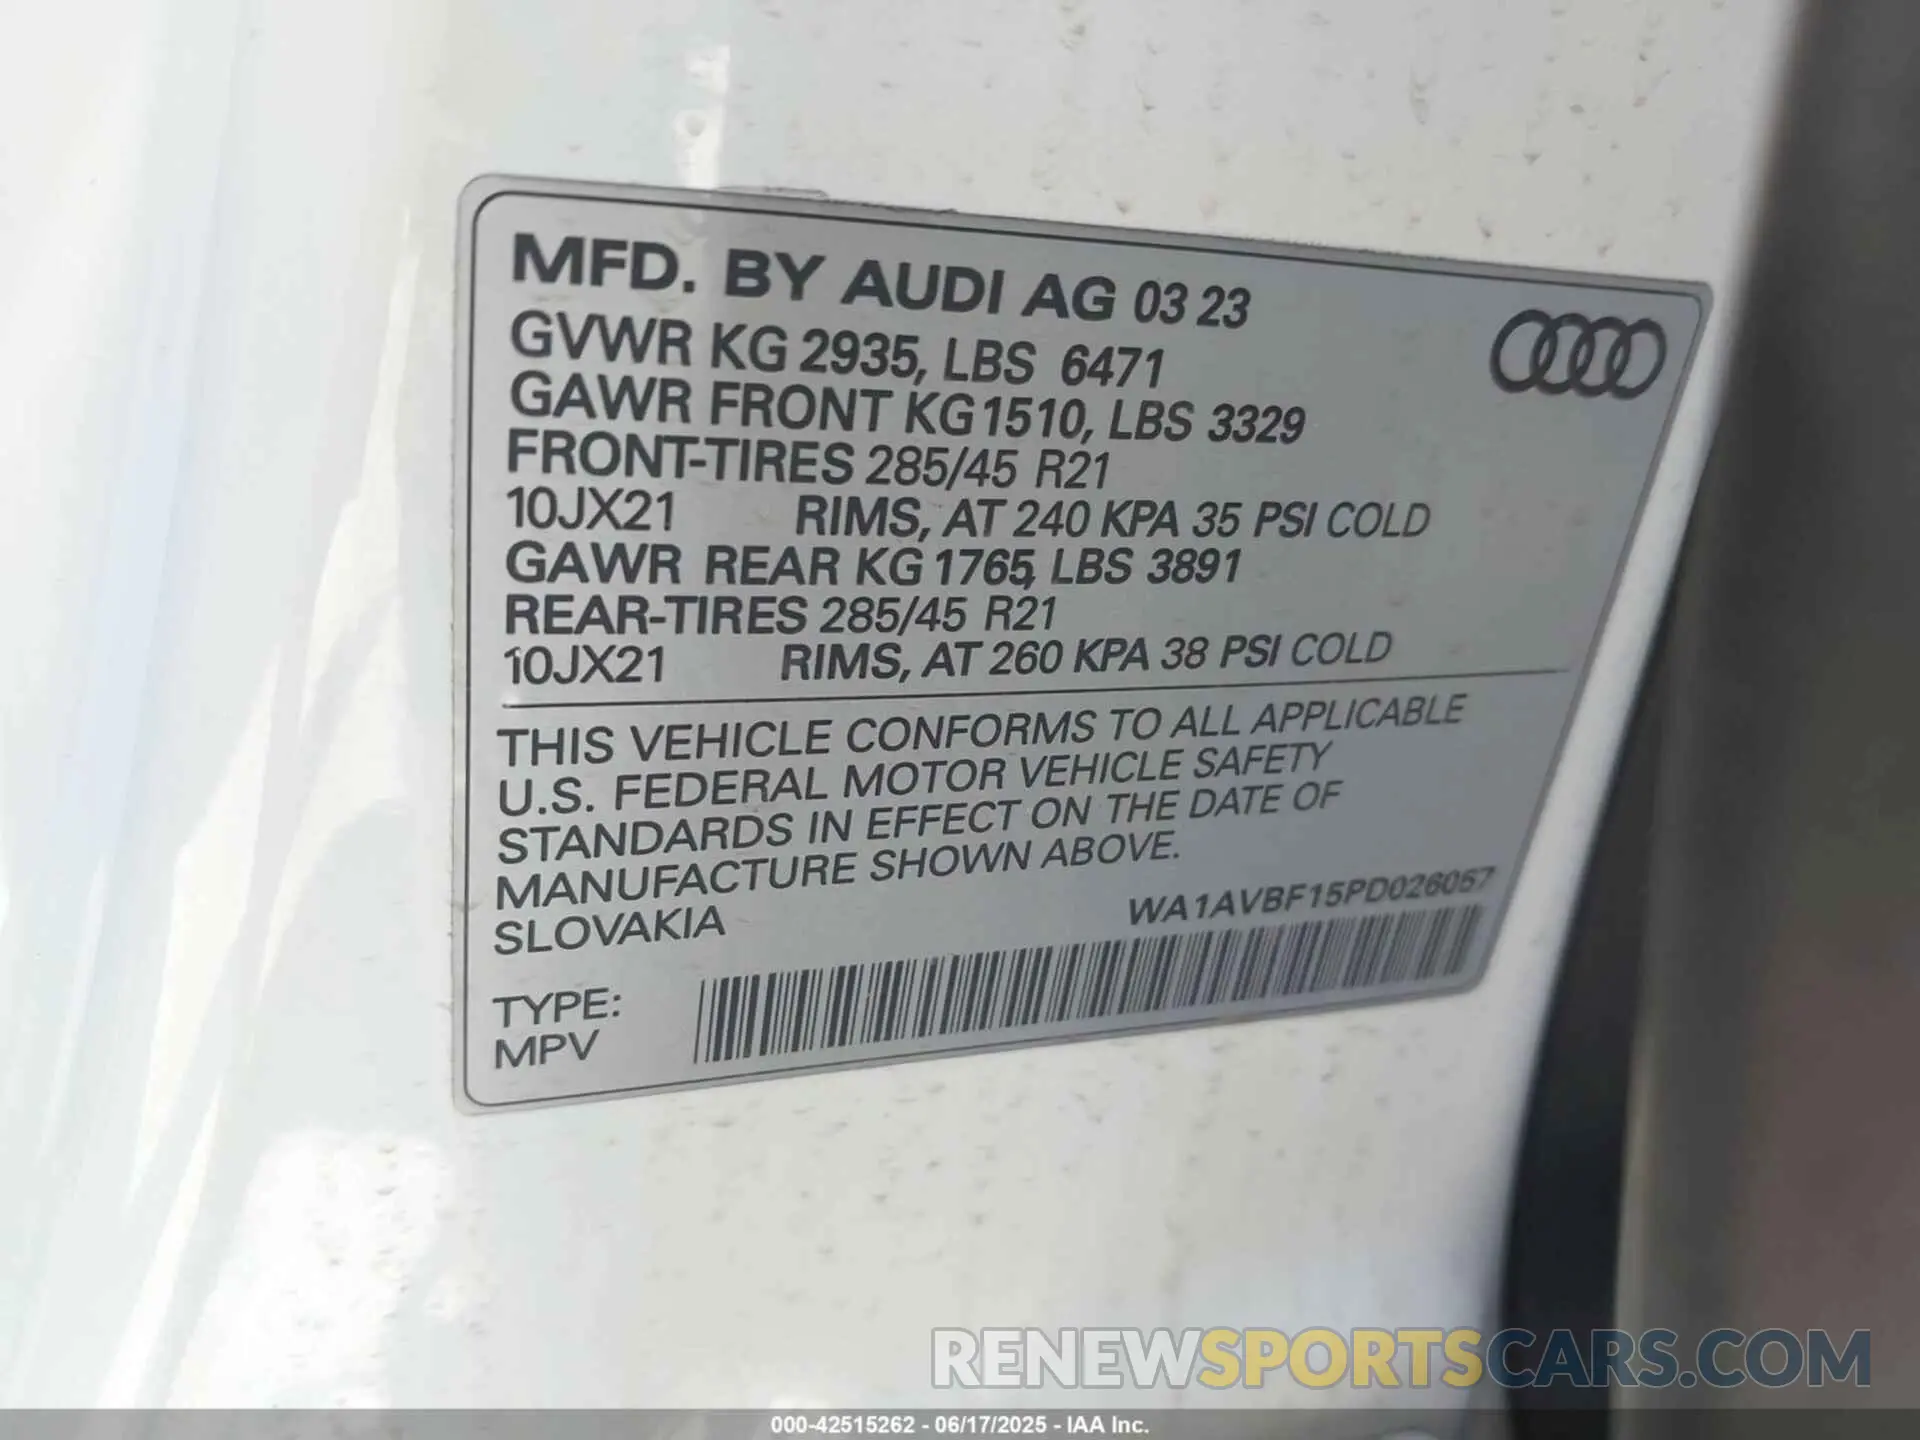 MFD. BY AUDI AG 03 23
GVWR KG 2935, LBS 6471
GAWR FRONT KG 1510, LBS 3329
FRONT-TIRES 285/45 R21
10JX21 RIMS, AT 240 KPA 35 PSI COLD
GAWR REAR KG 1765, LBS 3891
REAR-TIRES 285/45 R21
10JX21 RIMS, AT 260 KPA 38 PSI COLD
THIS VEHICLE CONFORMS TO ALL APPLICABLE
U.S. FEDERAL MOTOR VEHICLE SAFETY
STANDARDS IN EFFECT ON THE DATE OF
MANUFACTURE SHOWN ABOVE.
SLOVAKIA
WA1AVBF15PD026057
TYPE:
MPV
RENEWSPORTSCARS.COM
000-42515262 - 06/17/2025 - IAA Inc.